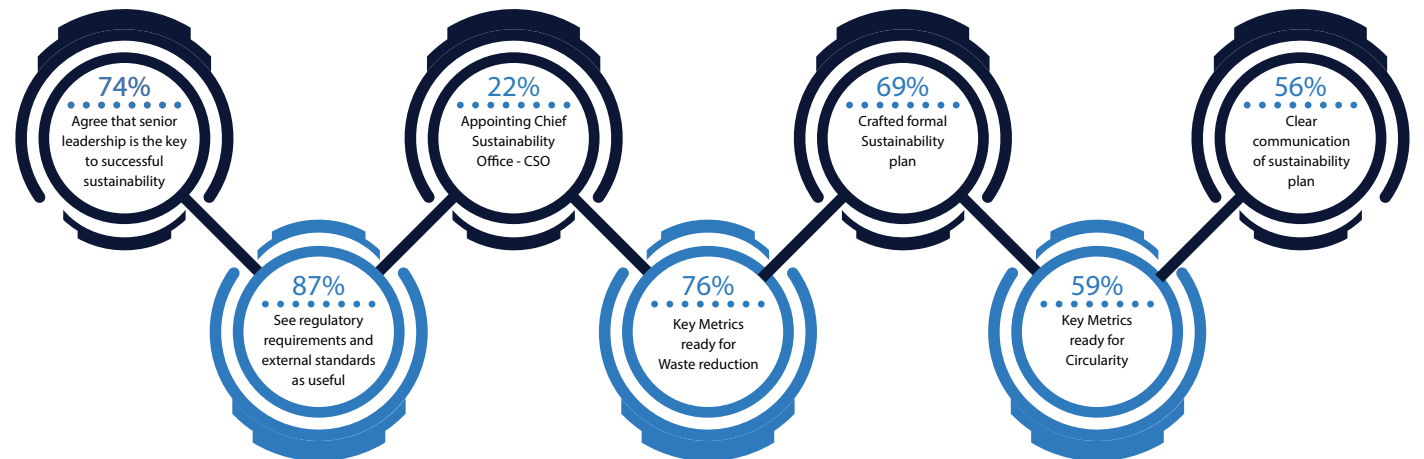 74%
Agree that senior
leadership is the key
to successful
sustainability
87%
See regulatory
requirements and
external standards
as useful
22%
Appointing Chief
Sustainability
Office - CSO
76%
Key Metrics
ready for
Waste reduction
69%
Crafted formal
Sustainability
plan
59%
Key Metrics
ready for
Circularity
56%
Clear
communication
of sustainability
plan